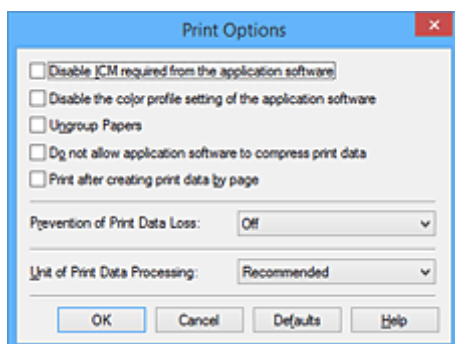 Print Options
Disable ICM required from the application software
Disable the color profile setting of the application software
Ungroup Papers
Do not allow application software to compress print data
Print after creating print data by page
Prevention of Print Data Loss: Off
Unit of Print Data Processing: Recommended
OK Cancel Defaults Help